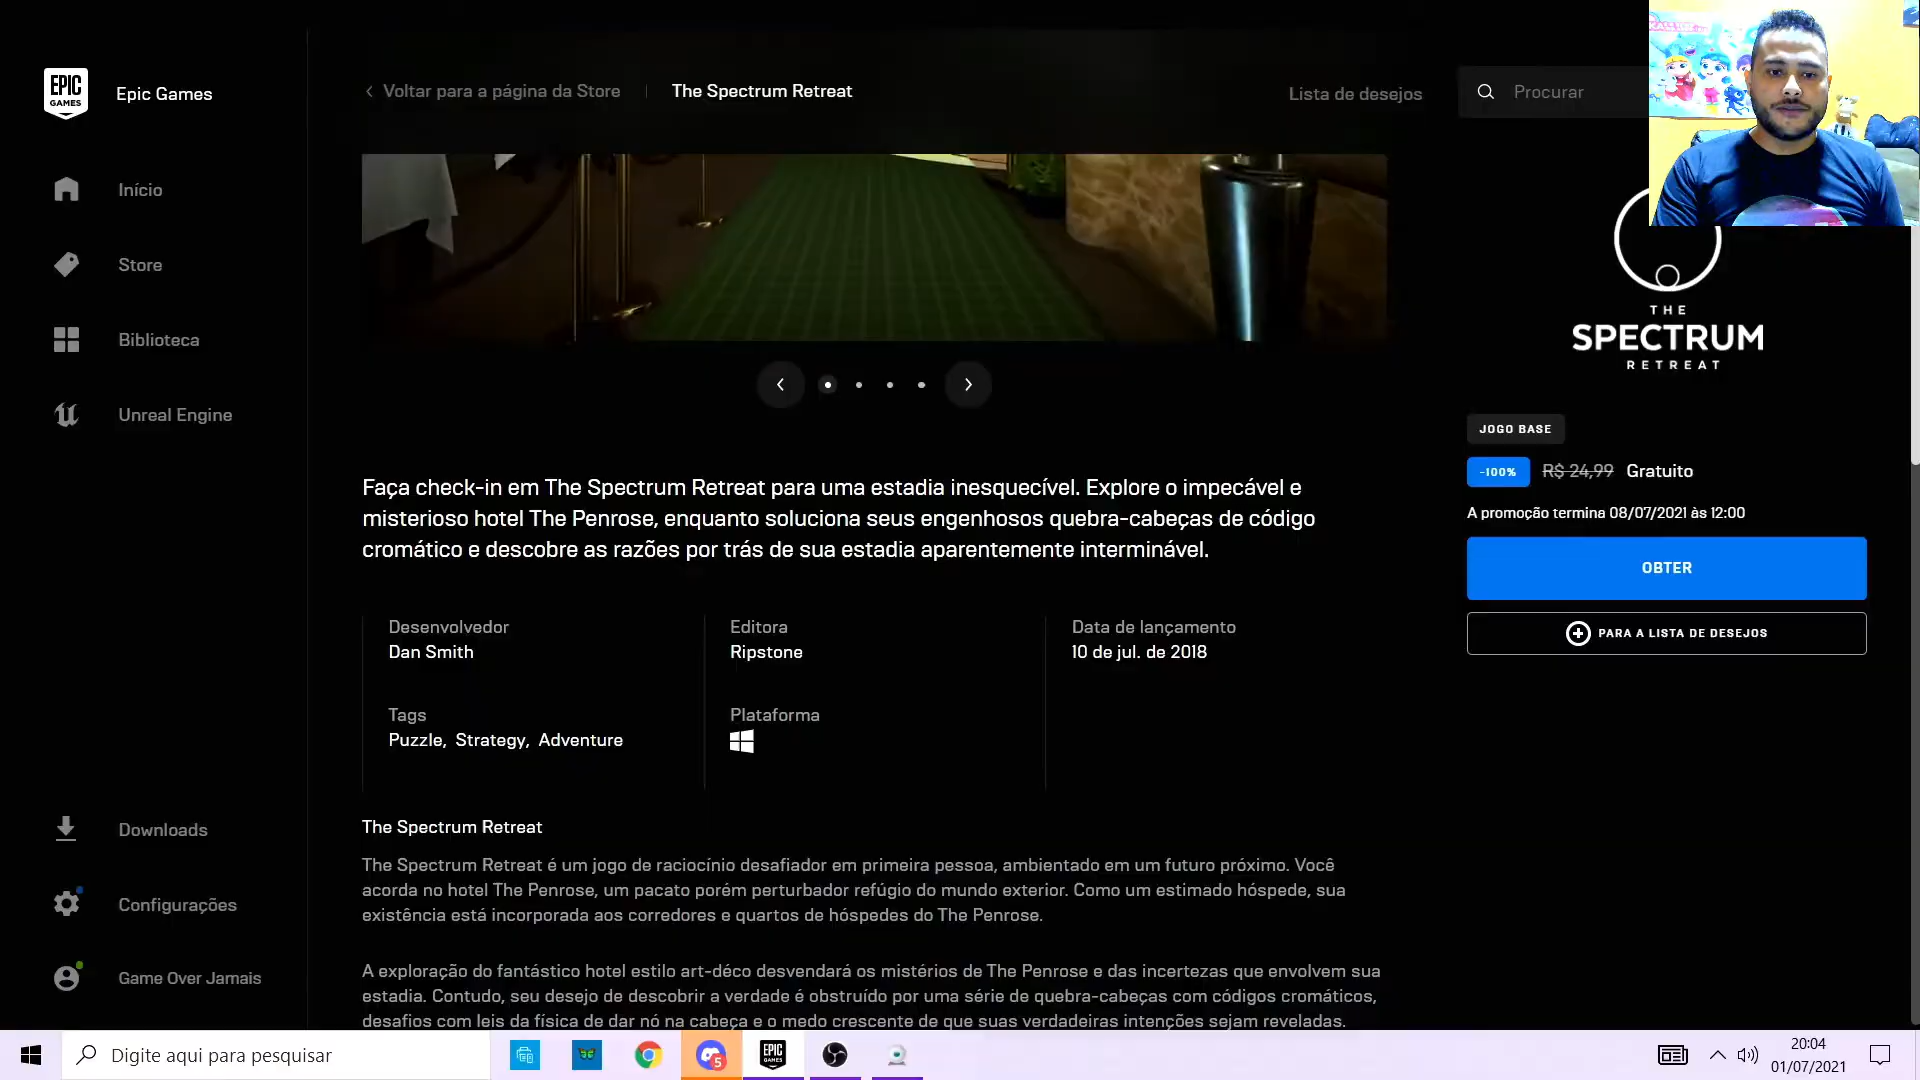 EPIC
GAMES
Epic Games
Voltar para a página da Store
The Spectrum Retreat
Lista de desejos
Procurar
Início
Store
Biblioteca
Unreal Engine
Downloads
Configurações
Game Over Jamais
Faça check-in em The Spectrum Retreat para uma estadia inesquecível. Explore o impecável e
misterioso hotel The Penrose, enquanto soluciona seus engenhosos quebra-cabeças de código
cromático e descobre as razões por trás de sua estadia aparentemente interminável.
Desenvolvedor
Dan Smith
Editora
Ripstone
Data de lançamento
10 de jul. de 2018
Tags
Puzzle, Strategy, Adventure
Plataforma
The Spectrum Retreat
The Spectrum Retreat é um jogo de raciocínio desafiador em primeira pessoa, ambientado em um futuro próximo. Você
acorda no hotel The Penrose, um pacato porém perturbador refúgio do mundo exterior. Como um estimado hóspede, sua
existência está incorporada aos corredores e quartos de hóspedes do The Penrose.
A exploração do fantástico hotel estilo art-déco desvendará os mistérios de The Penrose e das incertezas que envolvem sua
estadia. Contudo, seu desejo de descobrir a verdade é obstruído por uma série de quebra-cabeças com códigos cromáticos,
desafios com leis da física de dar nó na cabeça e o medo crescente de que suas verdadeiras intenções sejam reveladas.
THE
SPECTRUM
RETREAT
JOGO BASE
-100%
R$ 24,99
Gratuito
A promoção termina 08/07/2021 às 12:00
OBTER
PARA A LISTA DE DESEJOS
Digite aqui para pesquisar
5
EPIC
GAMES
20:04
01/07/2021